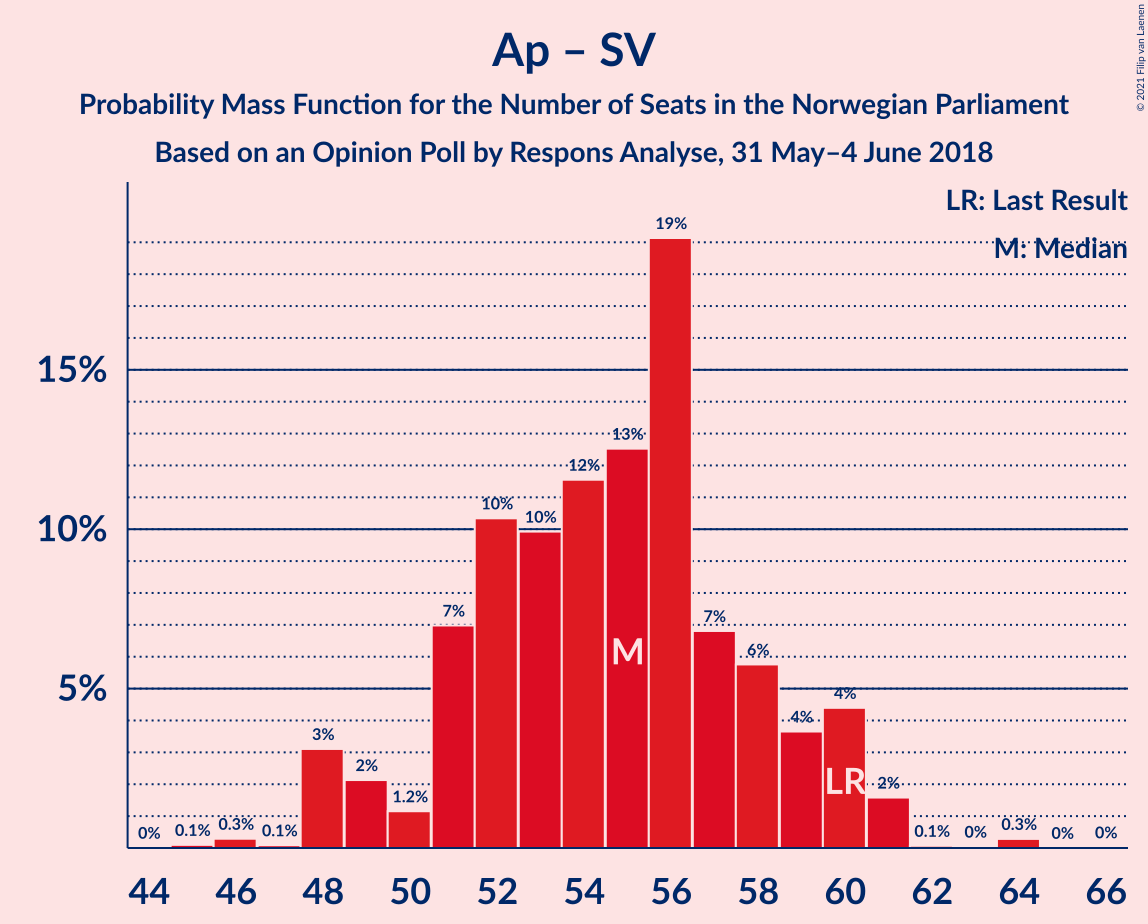 Ap – SV
Probability Mass Function for the Number of Seats in the Norwegian Parliament
Based on an Opinion Poll by Respons Analyse, 31 May–4 June 2018
© 2021 Filip van Laenen
LR: Last Result
M: Median
15%
10%
5%
0%
0.1%
0.3%
0.1%
3%
2%
1.2%
7%
10%
10%
12%
13%
19%
7%
6%
4%
4%
2%
0.1%
0%
0.3%
0%
0%
M
LR
44 46 48 50 52 54 56 58 60 62 64 66